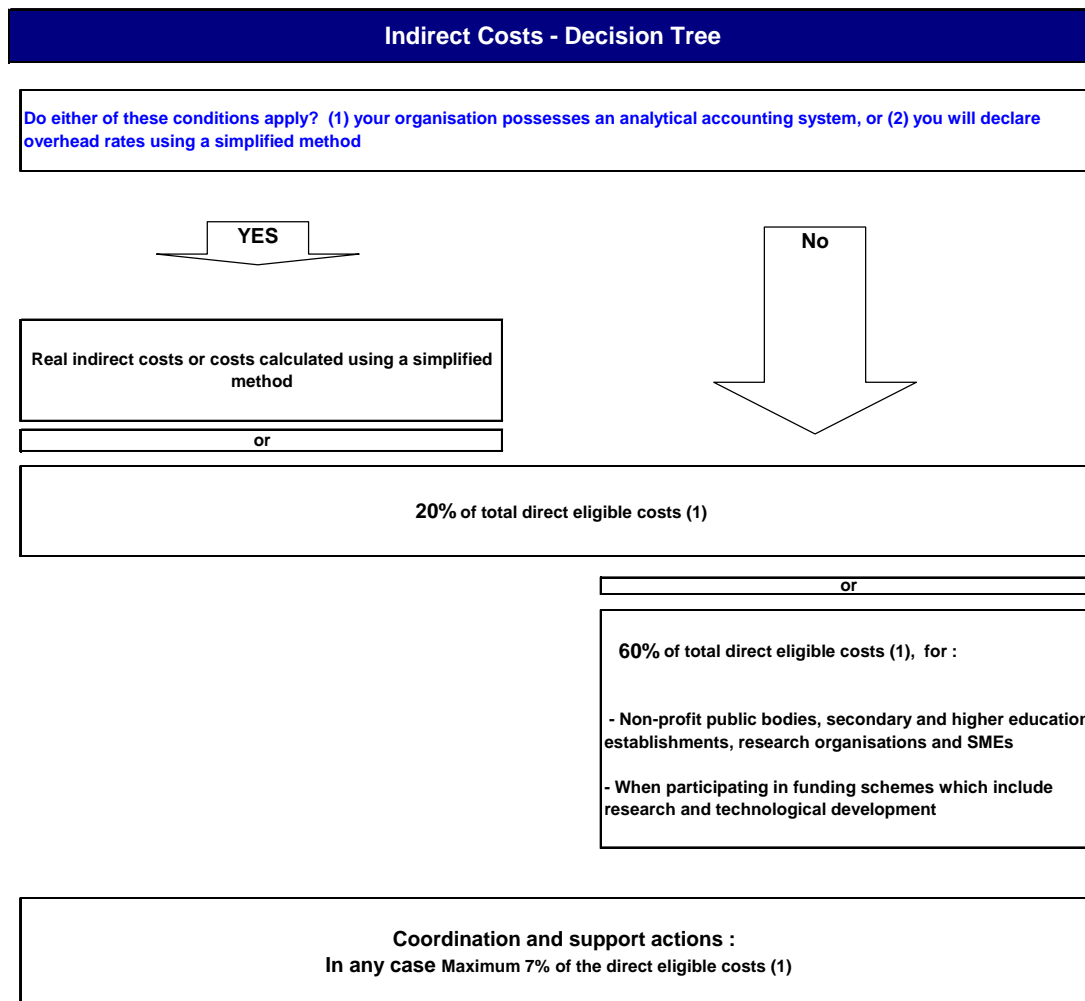 Indirect Costs - Decision Tree
Do either of these conditions apply?  (1) your organisation possesses an analytical accounting system, or (2) you will declare
overhead rates using a simplified method
YES
No
Real indirect costs or costs calculated using a simplified
method
or
20% of total direct eligible costs (1)
or
60% of total direct eligible costs (1),  for :
- Non-profit public bodies, secondary and higher education
establishments, research organisations and SMEs
- When participating in funding schemes which include
research and technological development
Coordination and support actions :
In any case Maximum 7% of the direct eligible costs (1)